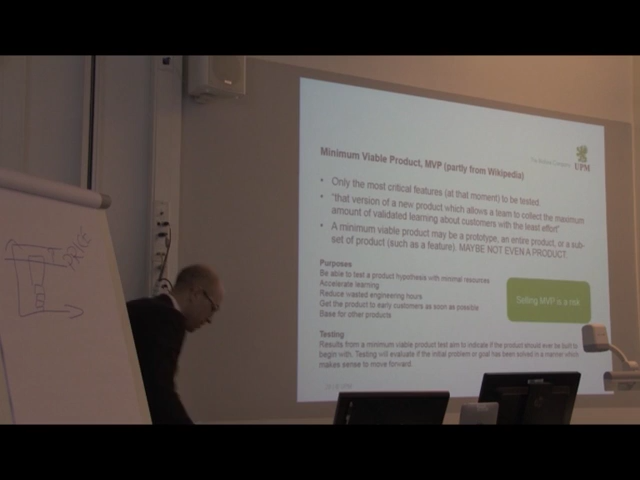 The Biofore Company
UPM
Minimum Viable Product, MVP (partly from Wikipedia)
• Only the most critical features (at that moment) to be tested.
• "that version of a new product which allows a team to collect the maximum
amount of validated learning about customers with the least effort"
• A minimum viable product may be a prototype, an entire product, or a sub-
set of product (such as a feature). MAYBE NOT EVEN A PRODUCT.
Purposes
Be able to test a product hypothesis with minimal resources
Accelerate learning
Reduce wasted engineering hours
Get the product to early customers as soon as possible
Base for other products
Selling MVP is a risk
Testing
Results from a minimum viable product test aim to indicate if the product should ever be built to
begin with. Testing will evaluate if the initial problem or goal has been solved in a manner which
makes sense to move forward.